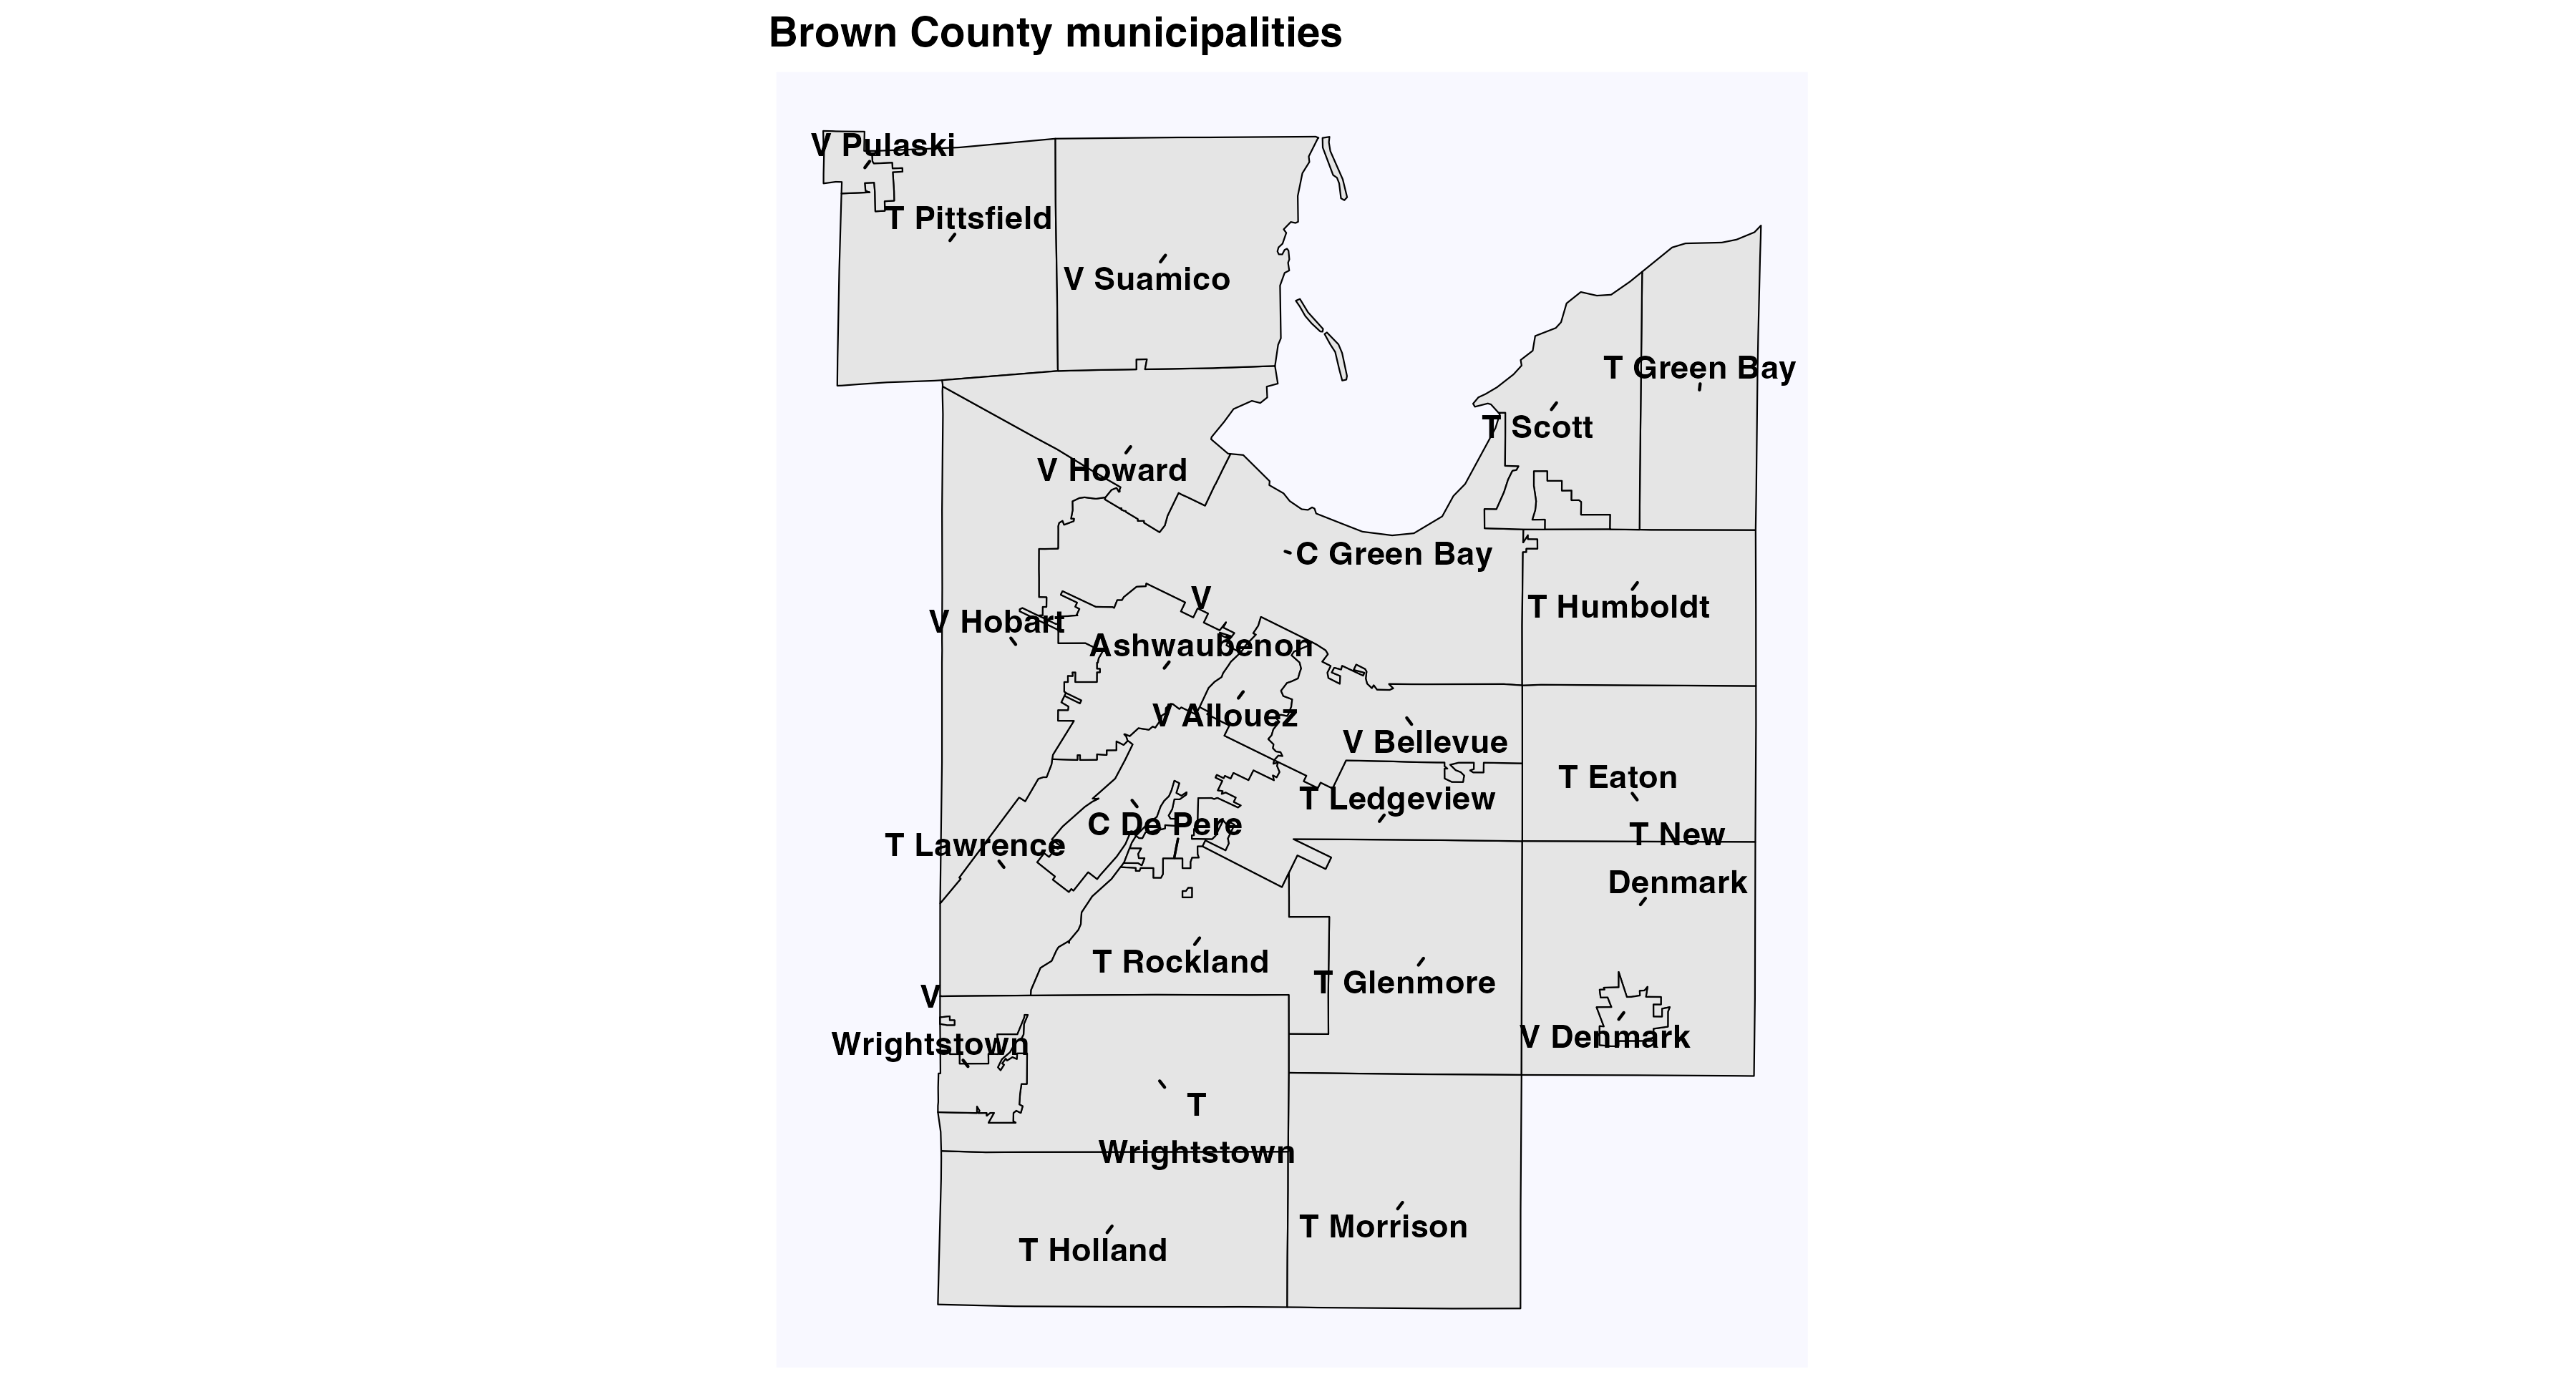 Brown County municipalities
V Pulaski
T Pittsfield
V Suamico
T Green Bay
T Scott
V Howard
C Green Bay
V
Ashwaubenon
T Humboldt
V Hobart
V Allouez
V Bellevue
T Eaton
T Ledgeview
C De Pere
T New
Denmark
T Lawrence
T Rockland
T Glenmore
V
Wrightstown
V Denmark
T
Wrightstown
T Morrison
T Holland